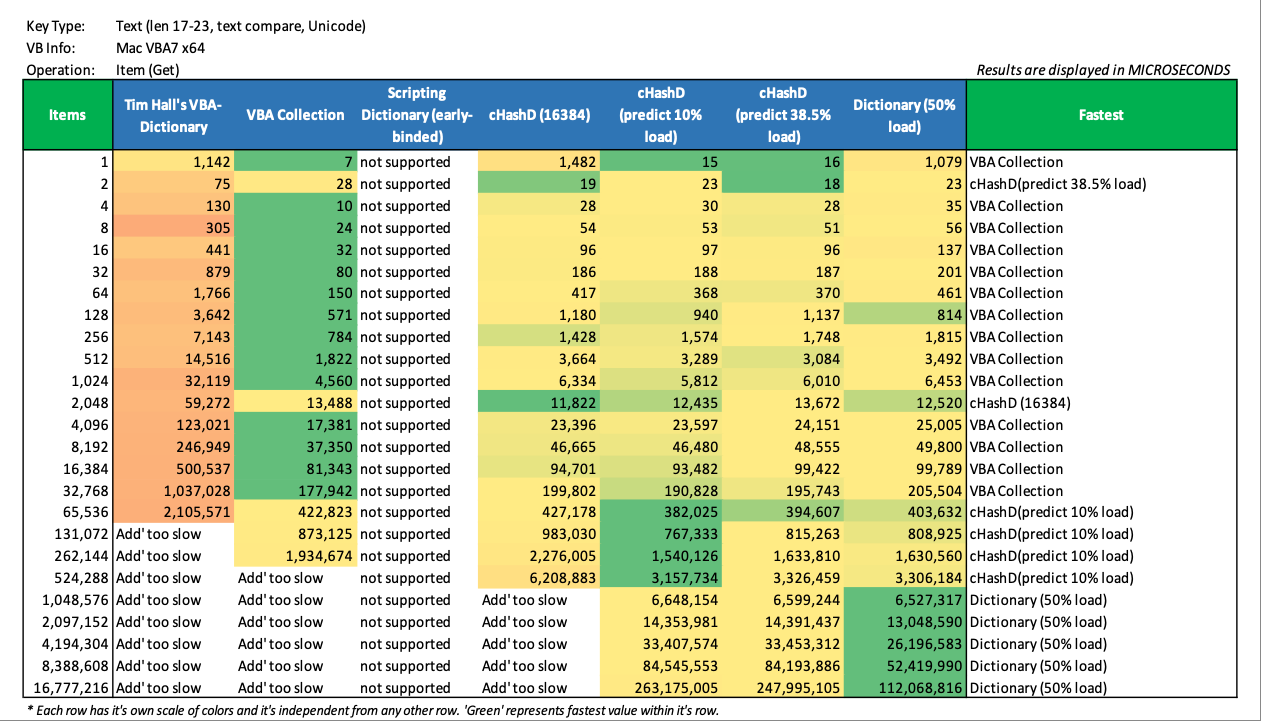 Key Type: Text (len 17-23, text compare, Unicode)
VB Info: Mac VBA7 x64
Operation: Item (Get) Results are displayed in MICROSECONDS
Items Tim Hall's VBA-Dictionary VBA Collection Scripting Dictionary (early-binded) cHashD (16384) cHashD (predict 10% load) cHashD (predict 38.5% load) Dictionary (50% load) Fastest
1 1,142 7 not supported 1,482 15 16 1,079 VBA Collection
2 75 28 not supported 19 23 18 23 cHashD(predict 38.5% load)
4 130 10 not supported 28 30 28 35 VBA Collection
8 305 24 not supported 54 53 51 56 VBA Collection
16 441 32 not supported 96 97 96 137 VBA Collection
32 879 80 not supported 186 188 187 201 VBA Collection
64 1,766 150 not supported 417 368 370 461 VBA Collection
128 3,642 571 not supported 1,180 940 1,137 814 VBA Collection
256 7,143 784 not supported 1,428 1,574 1,748 1,815 VBA Collection
512 14,516 1,822 not supported 3,664 3,289 3,084 3,492 VBA Collection
1,024 32,119 4,560 not supported 6,334 5,812 6,010 6,453 VBA Collection
2,048 59,272 13,488 not supported 11,822 12,435 13,672 12,520 cHashD (16384)
4,096 123,021 17,381 not supported 23,396 23,597 24,151 25,005 VBA Collection
8,192 246,949 37,350 not supported 46,665 46,480 48,555 49,800 VBA Collection
16,384 500,537 81,343 not supported 94,701 93,482 99,422 99,789 VBA Collection
32,768 1,037,028 177,942 not supported 199,802 190,828 195,743 205,504 VBA Collection
65,536 2,105,571 422,823 not supported 427,178 382,025 394,607 403,632 cHashD(predict 10% load)
131,072 Add' too slow 873,125 not supported 983,030 767,333 815,263 808,925 cHashD(predict 10% load)
262,144 Add' too slow 1,934,674 not supported 2,276,005 1,540,126 1,633,810 1,630,560 cHashD(predict 10% load)
524,288 Add' too slow Add' too slow not supported 6,208,883 3,157,734 3,326,459 3,306,184 cHashD(predict 10% load)
1,048,576 Add' too slow Add' too slow not supported Add' too slow 6,648,154 6,599,244 6,527,317 Dictionary (50% load)
2,097,152 Add' too slow Add' too slow not supported Add' too slow 14,353,981 14,391,437 13,048,590 Dictionary (50% load)
4,194,304 Add' too slow Add' too slow not supported Add' too slow 33,407,574 33,453,312 26,196,583 Dictionary (50% load)
8,388,608 Add' too slow Add' too slow not supported Add' too slow 84,545,553 84,193,886 52,419,990 Dictionary (50% load)
16,777,216 Add' too slow Add' too slow not supported Add' too slow 263,175,005 247,995,105 112,068,816 Dictionary (50% load)
* Each row has it's own scale of colors and it's independent from any other row. 'Green' represents fastest value within it's row.